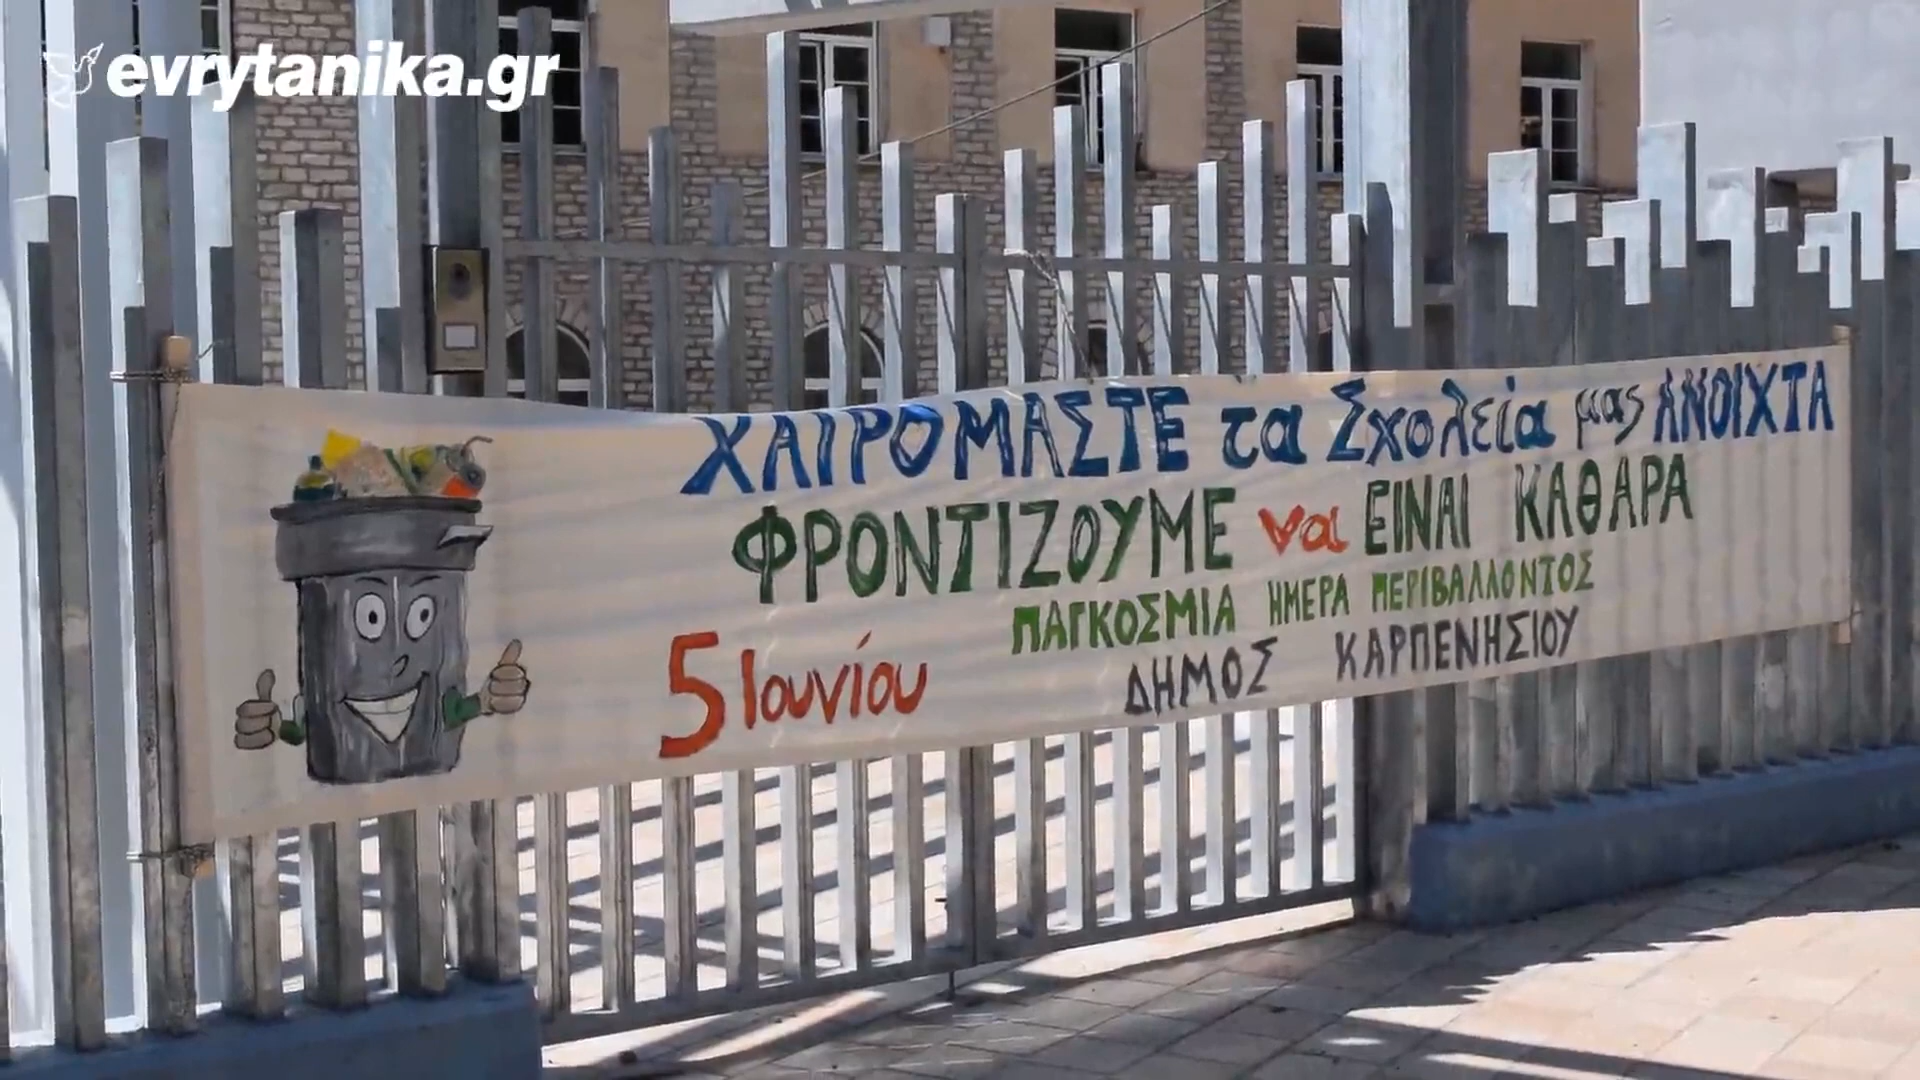 evrytanika.gr
ΧΑΙΡΟΜΑΣΤΕ τα Σχολεία μας ΑΝΟΙΧΤΑ
ΦΡΟΝΤΙΖΟΥΜΕ να ΕΙΝΑΙ ΚΑΘΑΡΑ
ΠΑΓΚΟΣΜΙΑ ΗΜΕΡΑ ΠΕΡΙΒΑΛΛΟΝΤΟΣ
5 Ιουνίου ΔΗΜΟΣ ΚΑΡΠΕΝΗΣΙΟΥ